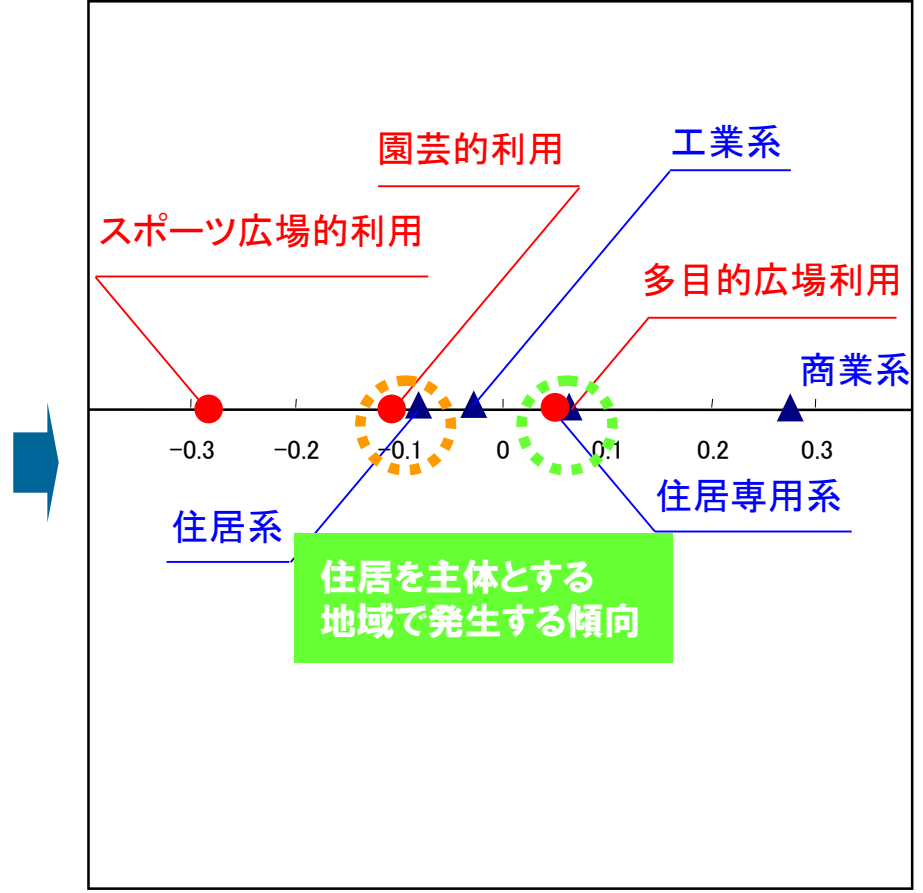 工業系
園芸的利用
スポーツ広場的利用
多目的広場利用
商業系
-0.3
-0.2
-0.1
0
0.1
0.2
0.3
住居専用系
住居系
住居を主体とする
地域で発生する傾向